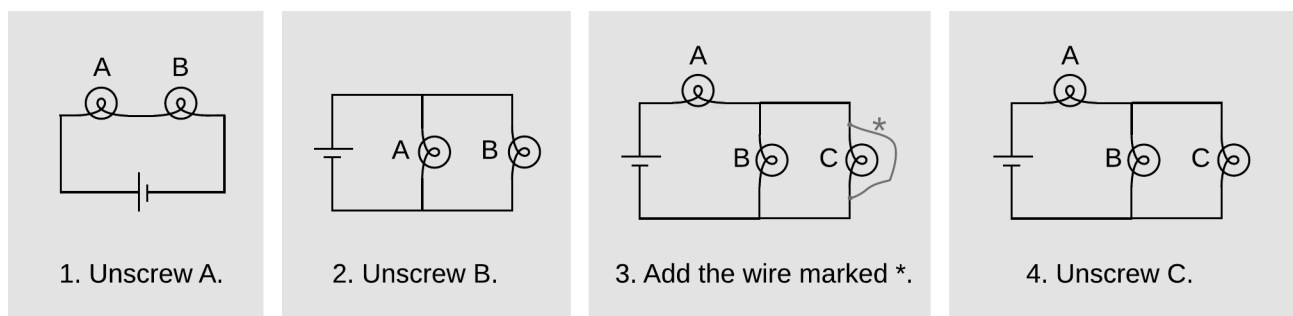 A B
1. Unscrew A.
A B
2. Unscrew B.
A
*
B C
3. Add the wire marked *.
A
B C
4. Unscrew C.